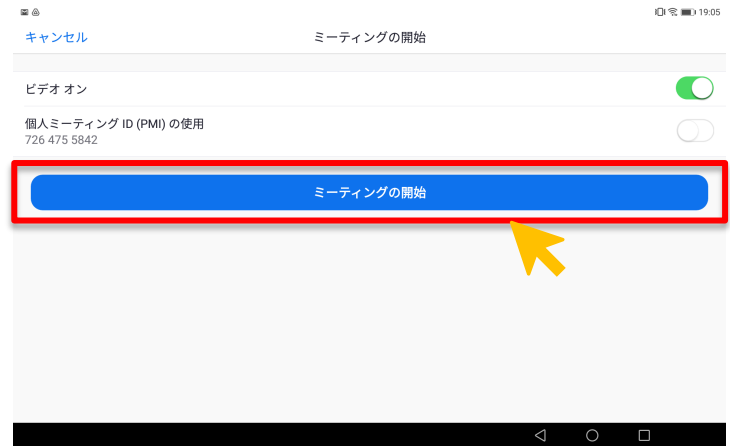 19:05
キャンセル
ミーティングの開始
ビデオ オン
個人ミーティング ID (PMI) の使用
726 475 5842
ミーティングの開始